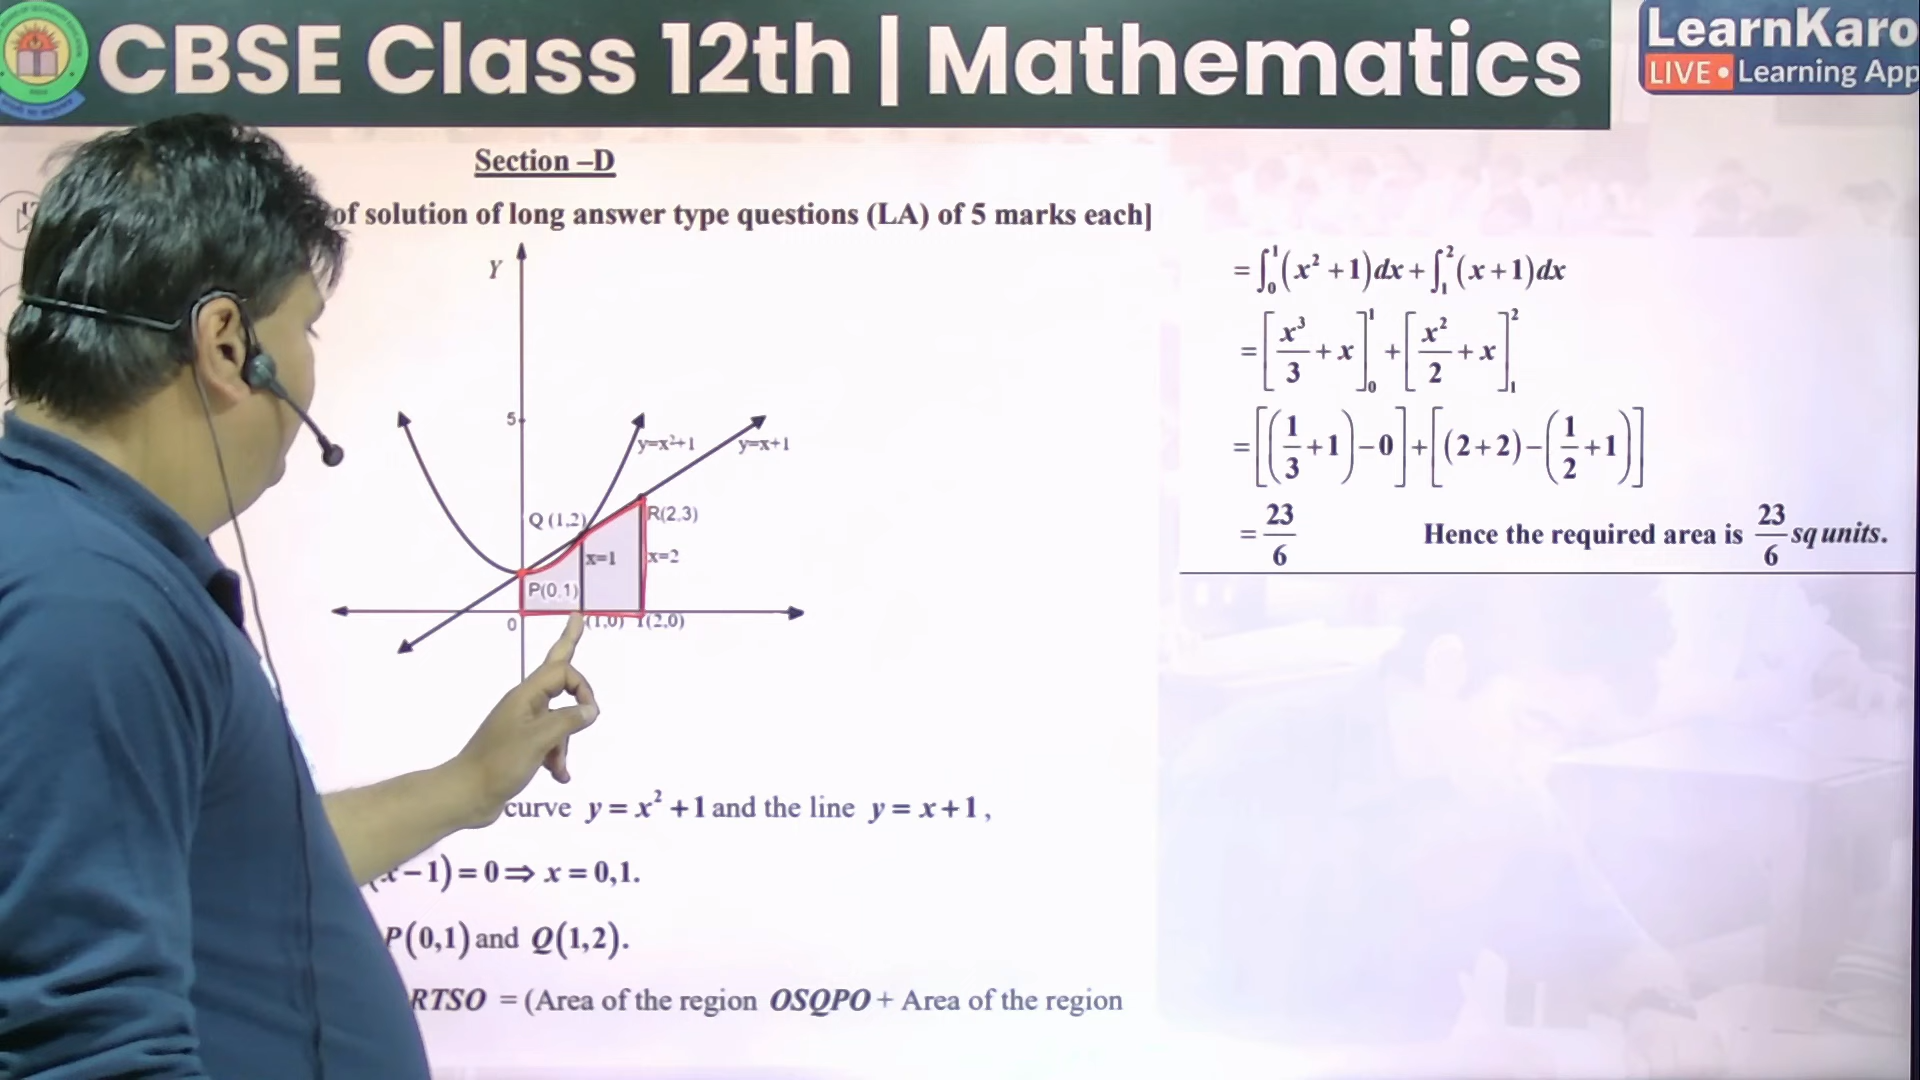 CBSE Class 12th | Mathematics
LearnKaro
LIVE • Learning App
Section –D
of solution of long answer type questions (LA) of 5 marks each]
Y
5
y=x²+1
y=x+1
Q (1,2)
R(2,3)
x=1
x=2
P(0,1)
0
(1,0)
(2,0)
curve y = x² + 1 and the line y = x + 1 ,
x – 1) = 0 ⇒ x = 0,1.
P(0,1) and Q(1,2).
RTSO = (Area of the region OSQPO + Area of the region
= ∫₀¹ (x² + 1) dx + ∫₁² (x + 1) dx
= [x³/3 + x]₀¹ + [x²/2 + x]₁²
= [(1/3 + 1) – 0] + [(2 + 2) – (1/2 + 1)]
= 23/6 Hence the required area is 23/6 sq units.